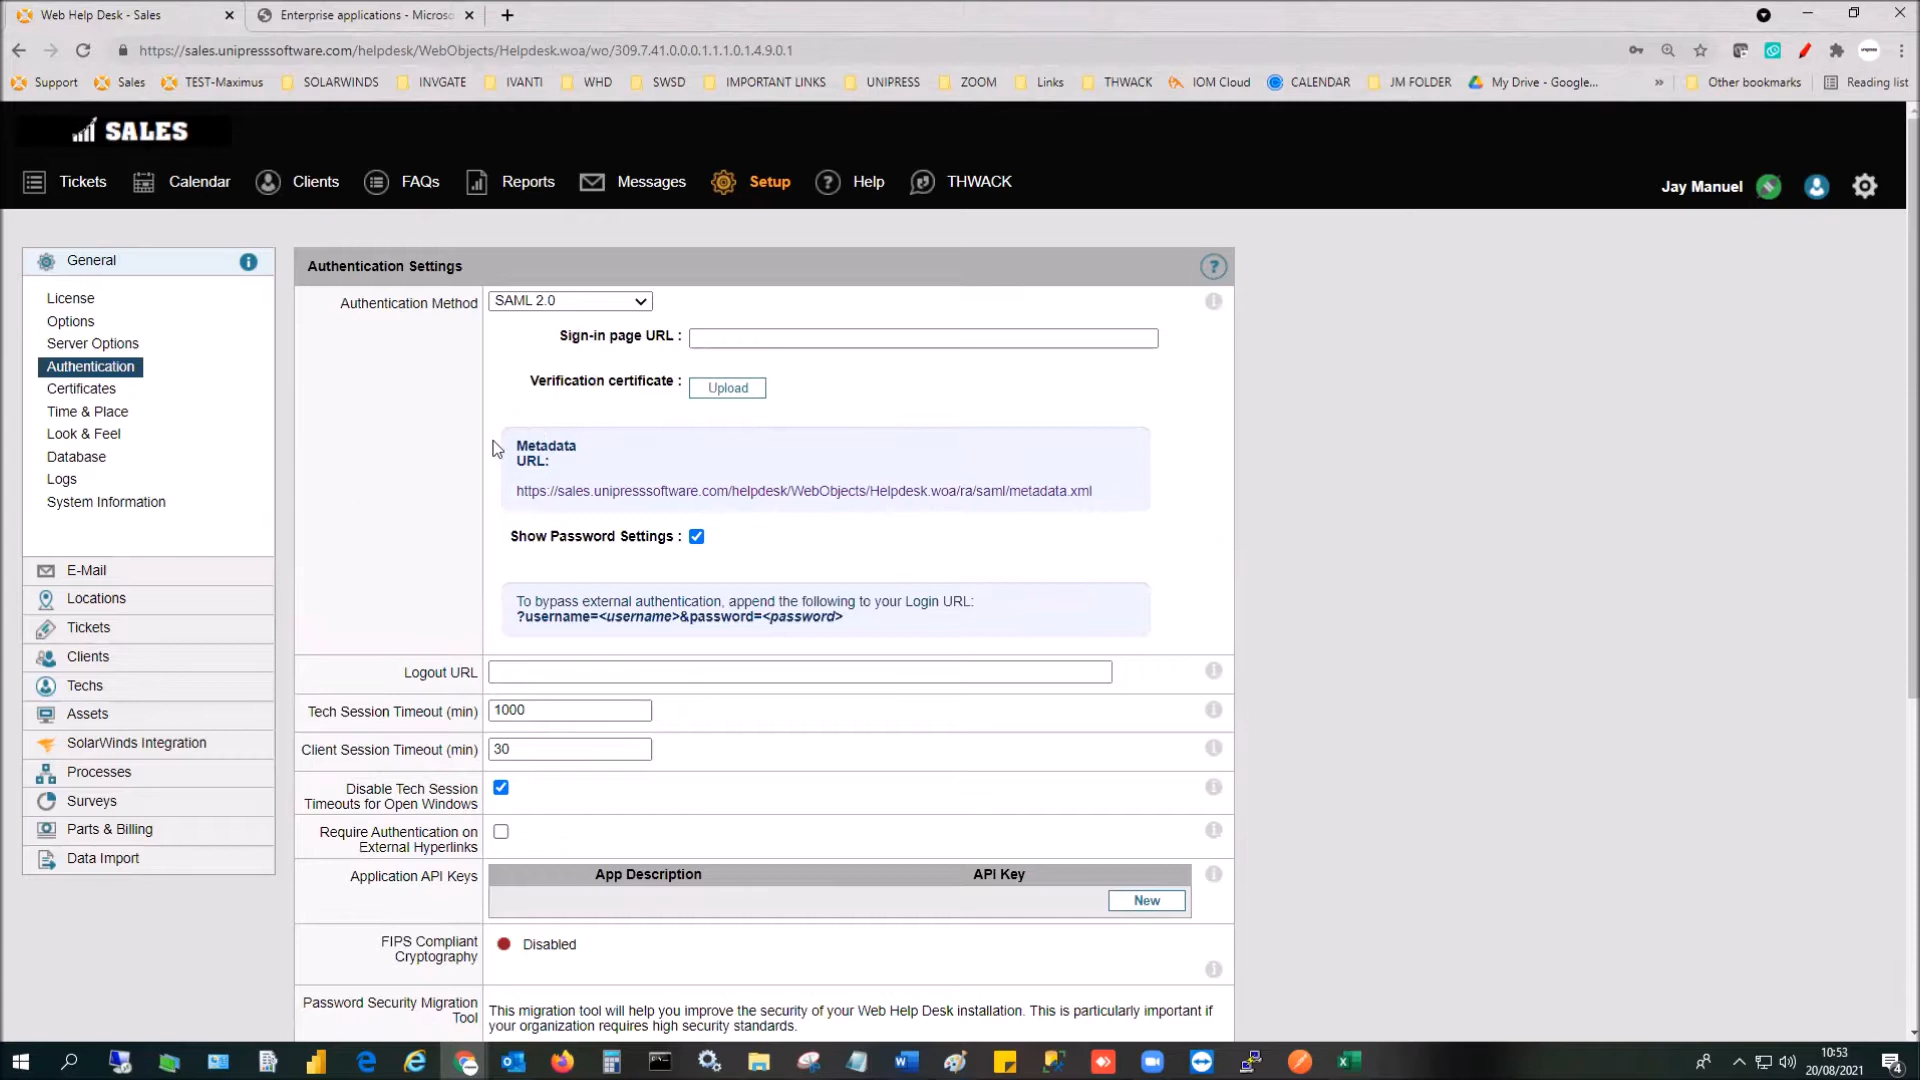 Web Help Desk - Sales
Enterprise applications - Microso
https://sales.unipresssoftware.com/helpdesk/WebObjects/Helpdesk.woa/wo/309.7.41.0.0.0.1.1.1.0.1.4.9.0.1
Support Sales TEST-Maximus SOLARWINDS INVGATE IVANTI WHD SWSD IMPORTANT LINKS UNIPRESS ZOOM Links THWACK IOM Cloud CALENDAR JM FOLDER My Drive - Google... » Other bookmarks Reading list
SALES
Tickets Calendar Clients FAQs Reports Messages Setup Help THWACK
Jay Manuel
General
License
Options
Server Options
Authentication
Certificates
Time & Place
Look & Feel
Database
Logs
System Information
E-Mail
Locations
Tickets
Clients
Techs
Assets
SolarWinds Integration
Processes
Surveys
Parts & Billing
Data Import
Authentication Settings
Authentication Method SAML 2.0
Sign-in page URL :
Verification certificate : Upload
Metadata
URL:
https://sales.unipresssoftware.com/helpdesk/WebObjects/Helpdesk.woa/ra/saml/metadata.xml
Show Password Settings :
To bypass external authentication, append the following to your Login URL:
?username=<username>&password=<password>
Logout URL
Tech Session Timeout (min) 1000
Client Session Timeout (min) 30
Disable Tech Session
Timeouts for Open Windows
Require Authentication on
External Hyperlinks
Application API Keys
App Description API Key
New
FIPS Compliant
Cryptography
Disabled
Password Security Migration
Tool
This migration tool will help you improve the security of your Web Help Desk installation. This is particularly important if
your organization requires high security standards.
10:53
20/08/2021
4